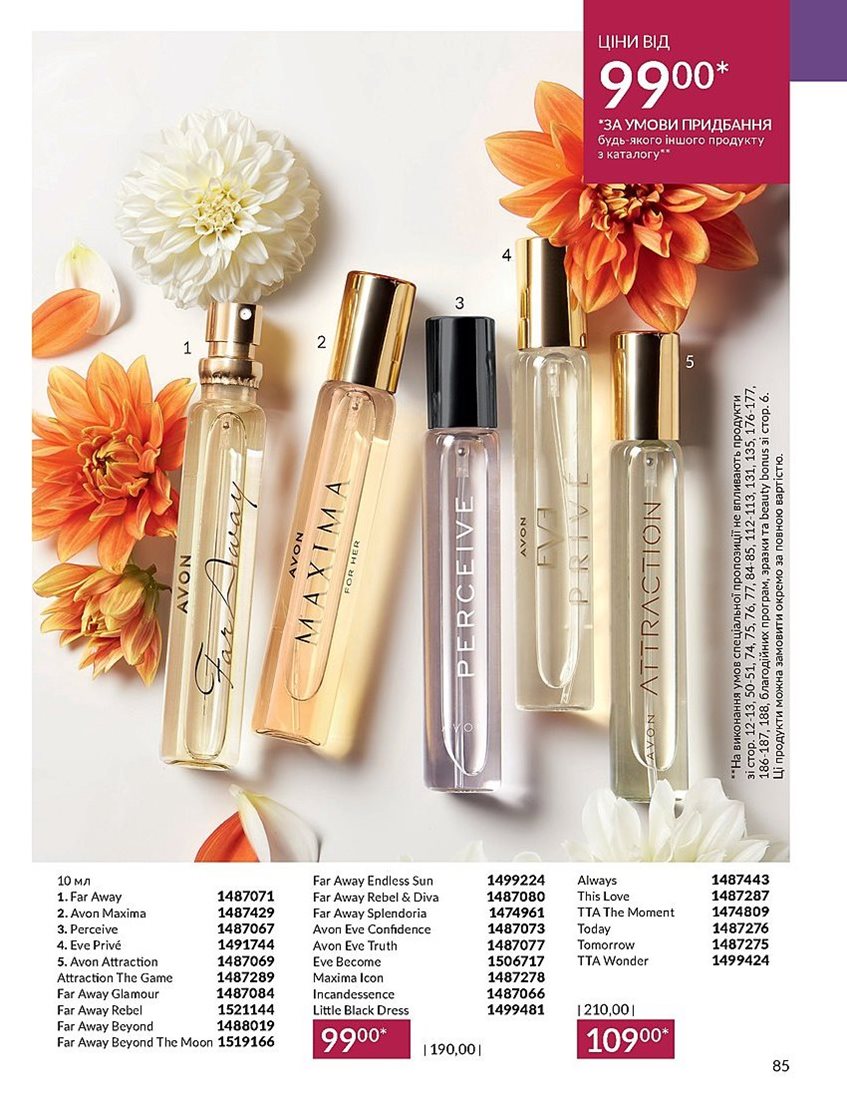 ЦІНИ ВІД
9900*
*ЗА УМОВИ ПРИДБАННЯ
будь-якого іншого продукту
з каталогу**
1
2
3
4
5
AVON
Far Away
AVON
MAXIMA
FOR HER
PERCEIVE
AVON
AVON
EVE
PRIVÉ
AVON
ATTRACTION
**На виконання умов спеціальної пропозиції не впливають продукти
зі стор. 12-13, 50-51, 74, 75, 76, 77, 84-85, 112-113, 131, 135, 176-177,
186-187, 188, благодійних програм, зразки та beauty bonus зі стор. 6.
Ці продукти можна замовити окремо за повною вартістю.
10 мл
1. Far Away 1487071
2. Avon Maxima 1487429
3. Perceive 1487067
4. Eve Privé 1491744
5. Avon Attraction 1487069
Attraction The Game 1487289
Far Away Glamour 1487084
Far Away Rebel 1521144
Far Away Beyond 1488019
Far Away Beyond The Moon 1519166
Far Away Endless Sun 1499224
Far Away Rebel & Diva 1487080
Far Away Splendoria 1474961
Avon Eve Confidence 1487073
Avon Eve Truth 1487077
Eve Become 1506717
Maxima Icon 1487278
Incandessence 1487066
Little Black Dress 1499481
9900* | 190,00 |
Always 1487443
This Love 1487287
TTA The Moment 1474809
Today 1487276
Tomorrow 1487275
TTA Wonder 1499424
| 210,00 |
10900*
85